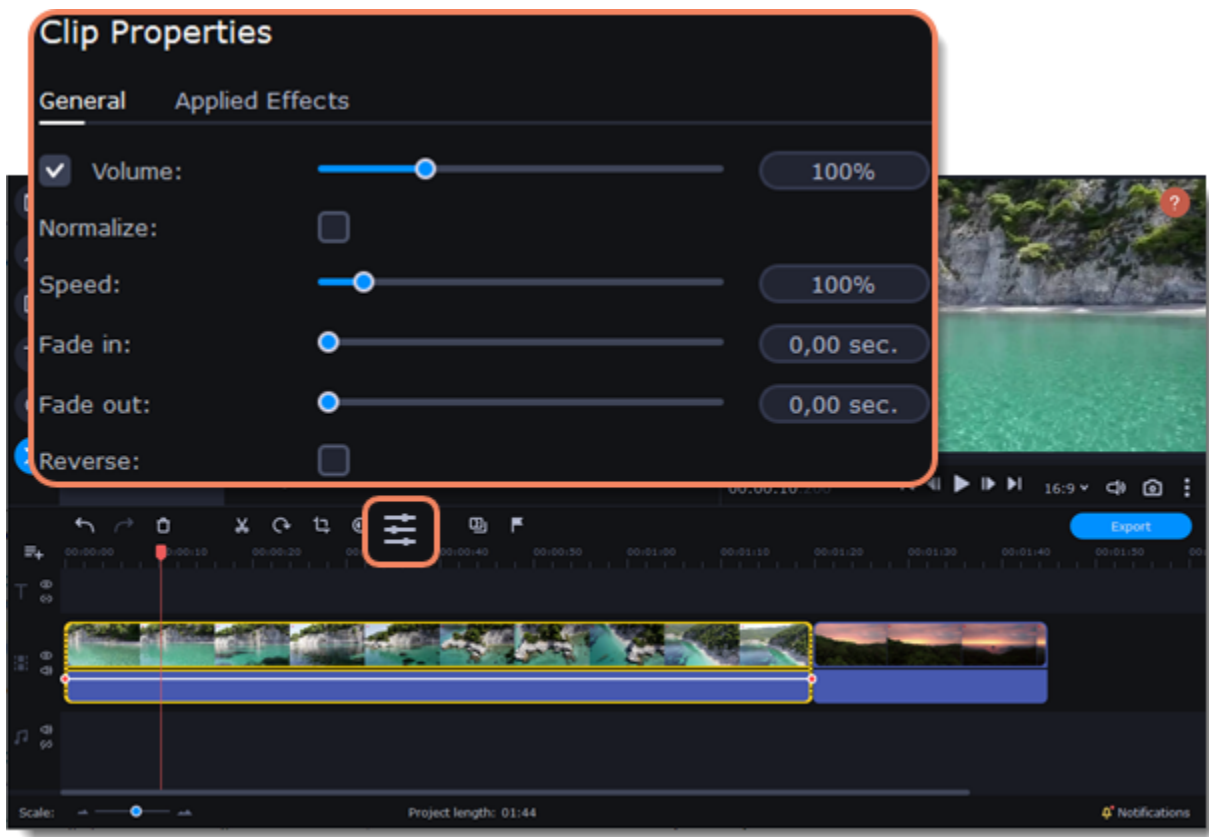 Clip Properties
General Applied Effects
Volume: 100%
Normalize:
Speed: 100%
Fade in: 0,00 sec.
Fade out: 0,00 sec.
Reverse:
?
16:9
Export
00:00:00 0:00:10 00:00:20 00:00:40 00:00:50 00:01:00 00:01:10 00:01:20 00:01:30 00:01:40 00:01:50
T
Scale: Project length: 01:44 Notifications